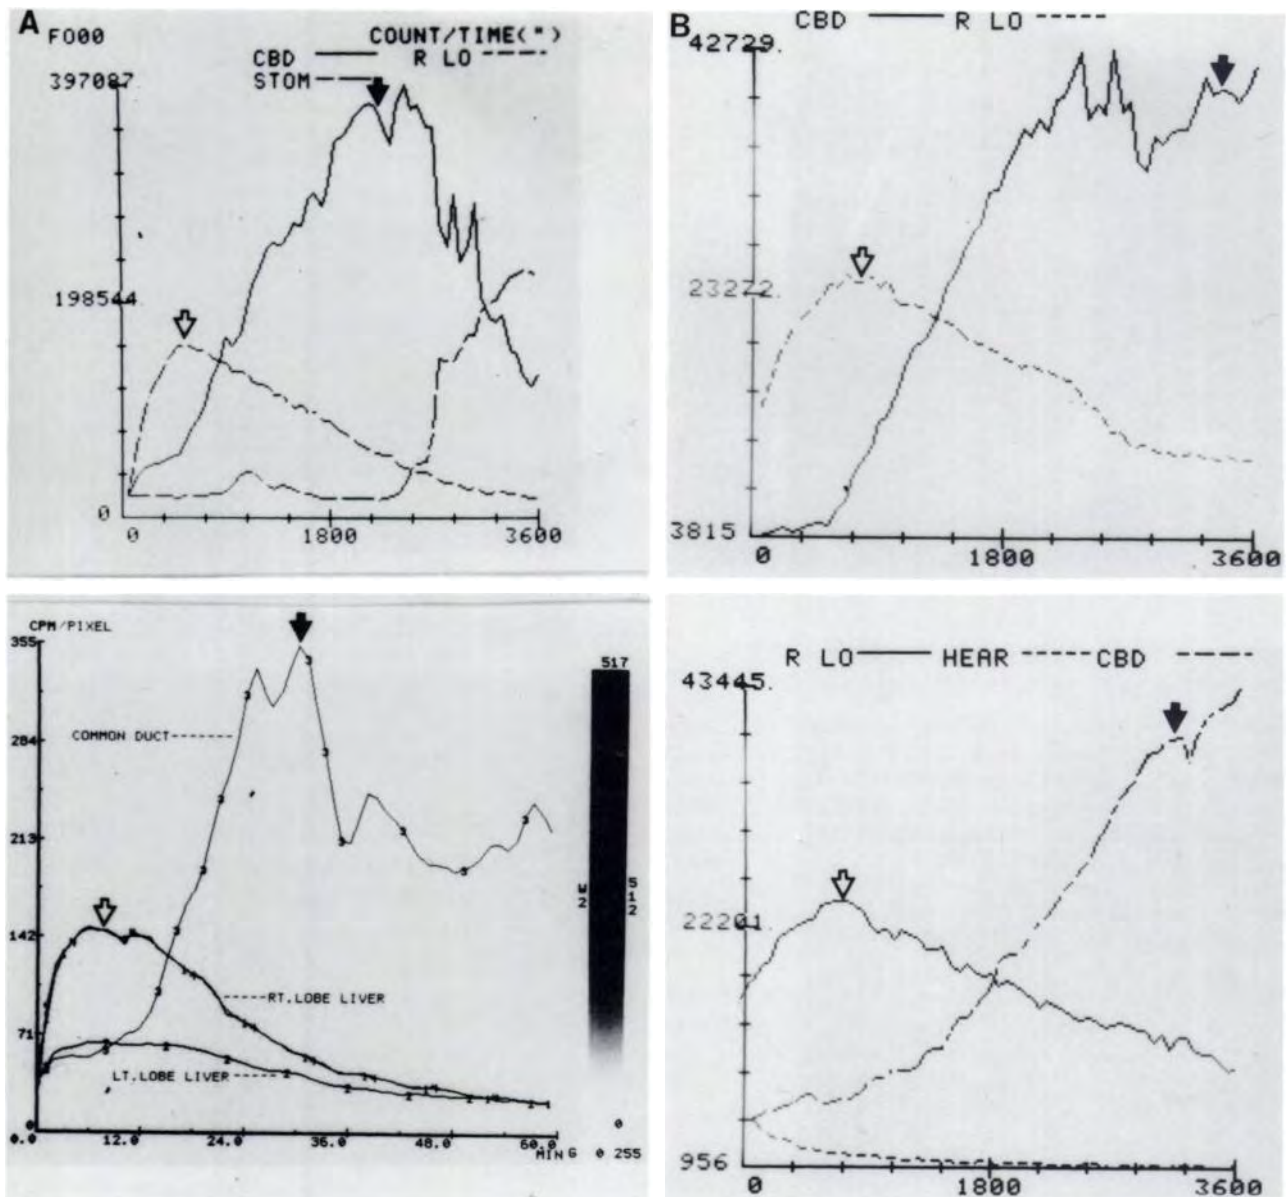 A F000 COUNT/TIME(")
CBD R LO
STOM
397087.
198544.
0
0 1800 3600
B CBD R LO
42729.
23272.
3815
0 1800 3600
CPM/PIXEL
355
284
213
142
71
0.0
COMMON DUCT
RT.LOBE LIVER
LT.LOBE LIVER
12.0 24.0 36.0 48.0 60.0
MIN G 0 255
517
W 2
512
0
R LO HEAR CBD
43445.
22201.
956
0 1800 3600